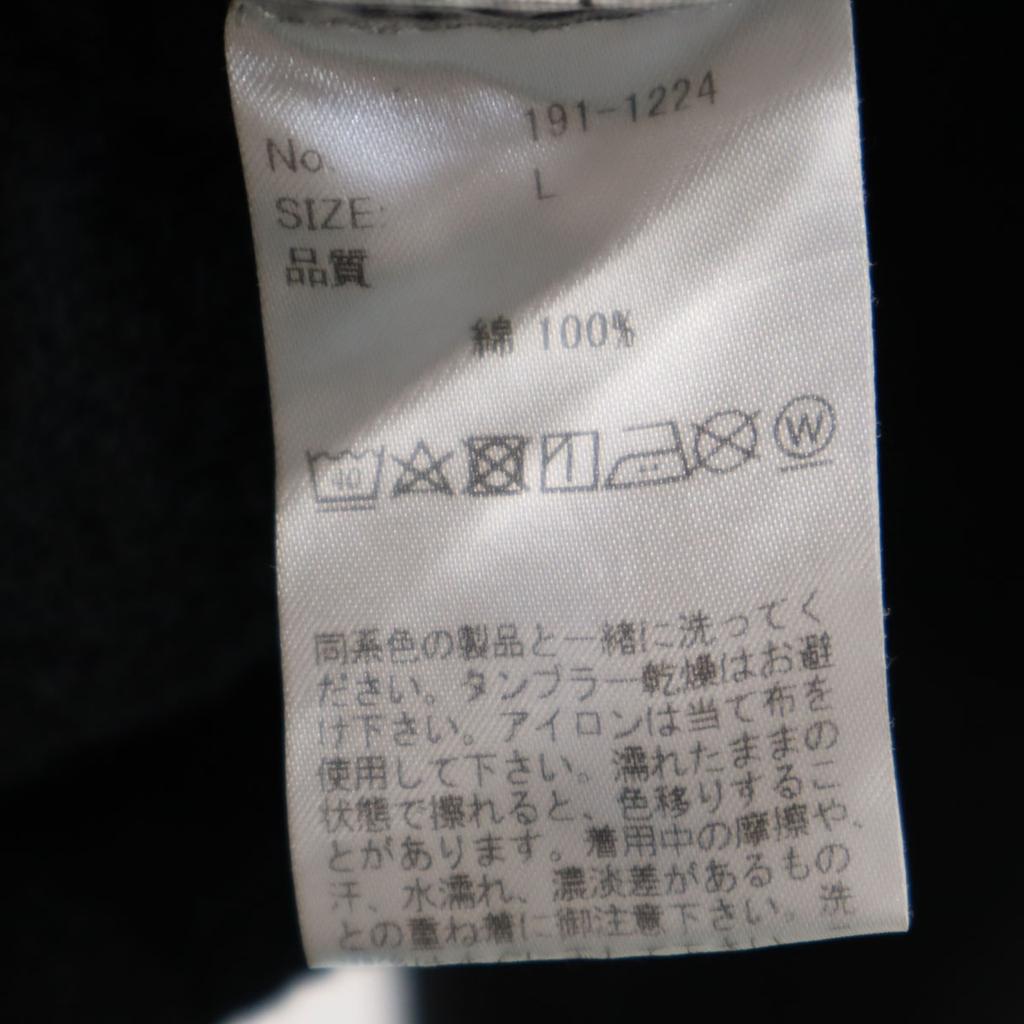 No. 191-1224
SIZE: L
品質
綿 100%
40
W
同系色の製品と一緒に洗ってく
ださい。タンブラー乾燥はお避
け下さい。アイロンは当て布を
使用して下さい。濡れたままの
状態で擦れると、色移りするこ
とがあります。着用中の摩擦や、
汗、水濡れ、濃淡差があるもの
との重ね着に御注意下さい。洗